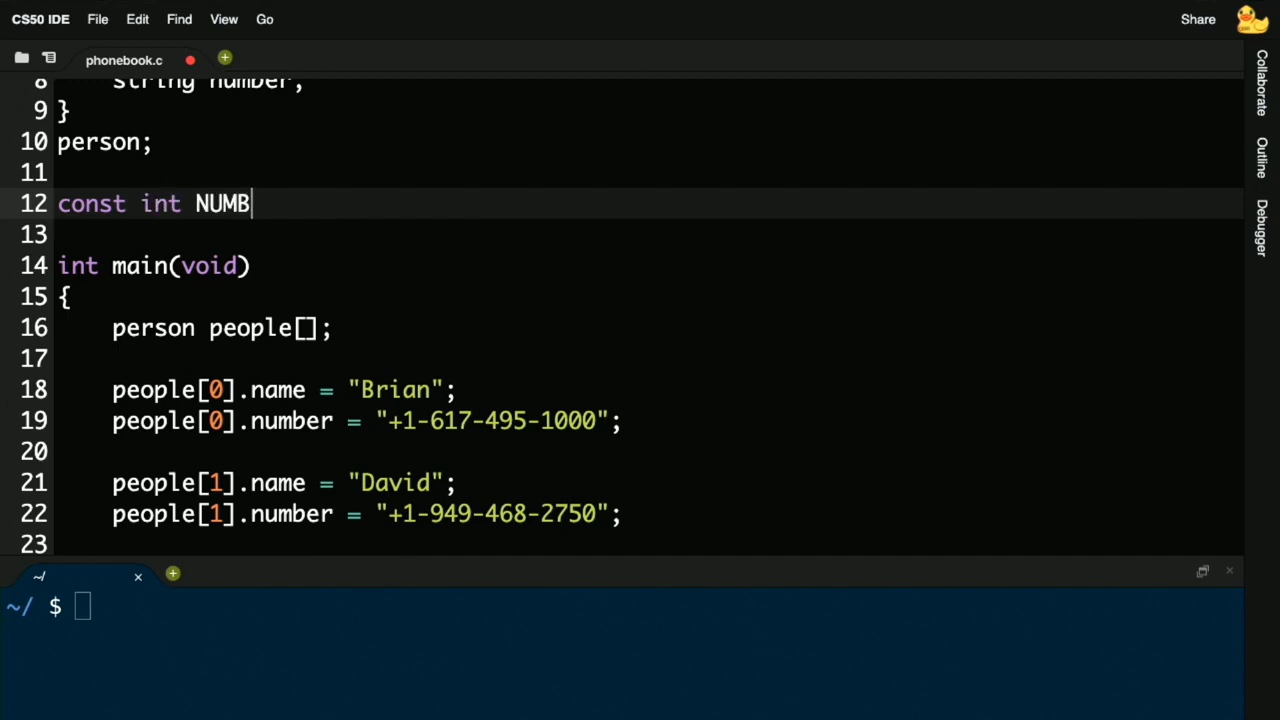 CS50 IDE File Edit Find View Go Share
phonebook.c
8 string number;
9 }
10 person;
11
12 const int NUMB
13
14 int main(void)
15 {
16 person people[];
17
18 people[0].name = "Brian";
19 people[0].number = "+1-617-495-1000";
20
21 people[1].name = "David";
22 people[1].number = "+1-949-468-2750";
23
~/
~/ $
Collaborate
Outline
Debugger